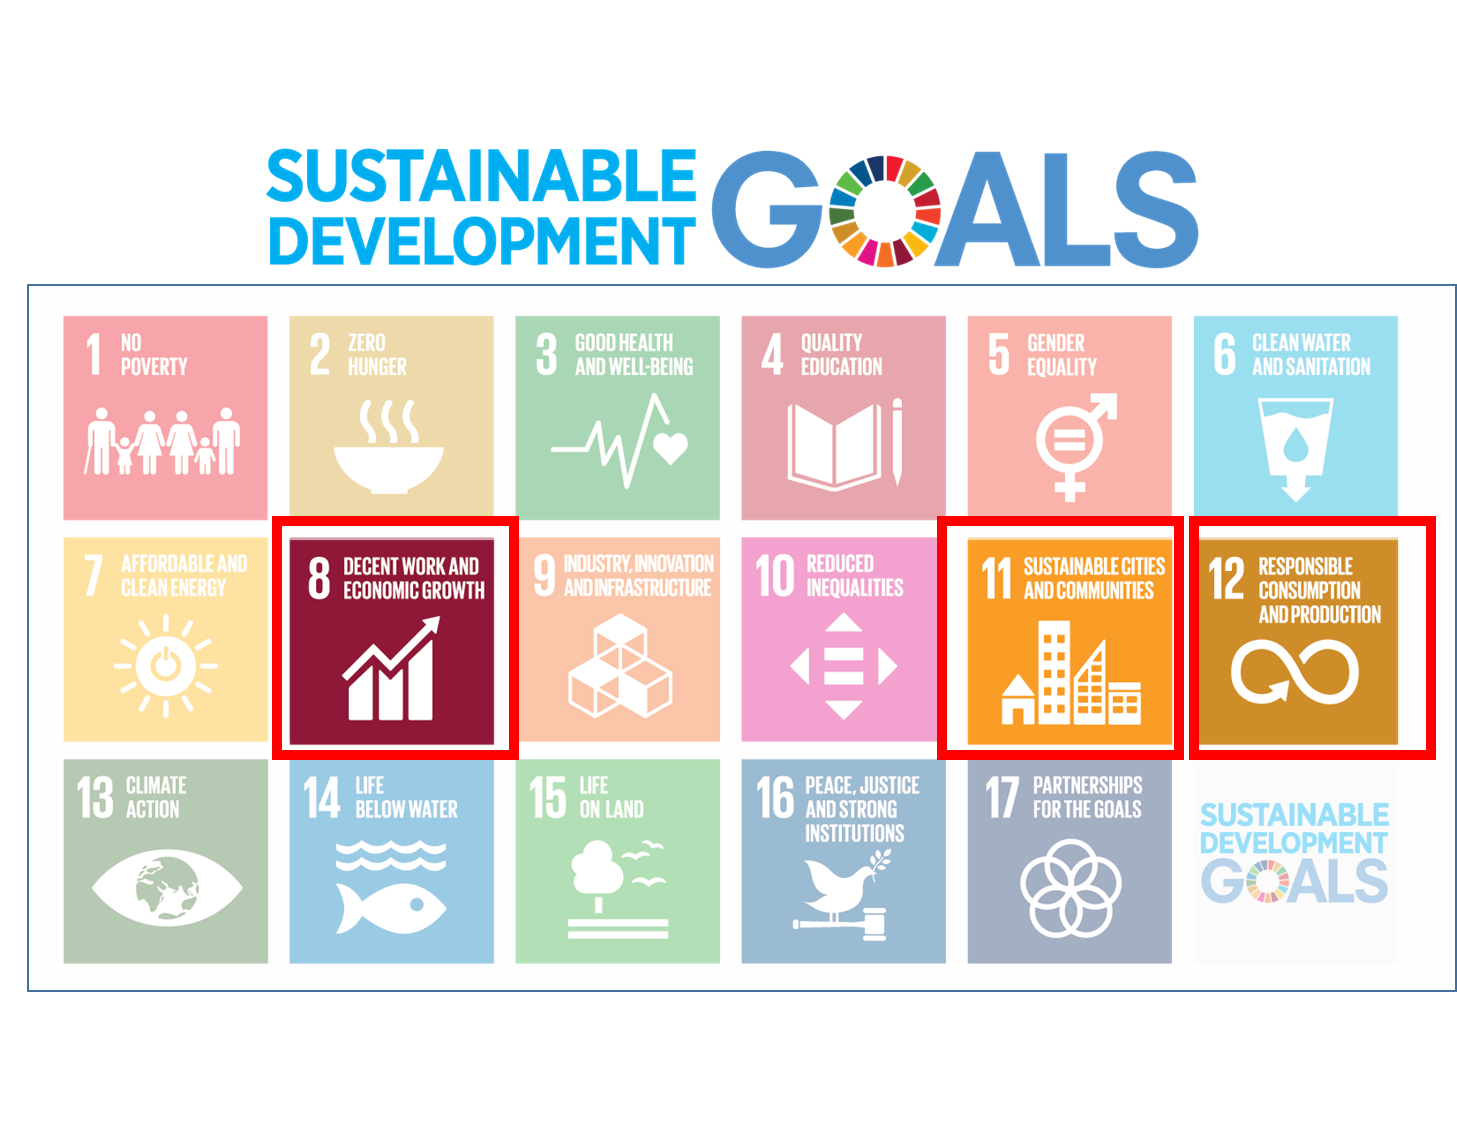 SUSTAINABLE
DEVELOPMENT
GOALS
1 NO
POVERTY
2 ZERO
HUNGER
3 GOOD HEALTH
AND WELL-BEING
4 QUALITY
EDUCATION
5 GENDER
EQUALITY
6 CLEAN WATER
AND SANITATION
7 AFFORDABLE AND
CLEAN ENERGY
8 DECENT WORK AND
ECONOMIC GROWTH
9 INDUSTRY, INNOVATION
AND INFRASTRUCTURE
10 REDUCED
INEQUALITIES
11 SUSTAINABLE CITIES
AND COMMUNITIES
12 RESPONSIBLE
CONSUMPTION
AND PRODUCTION
13 CLIMATE
ACTION
14 LIFE
BELOW WATER
15 LIFE
ON LAND
16 PEACE, JUSTICE
AND STRONG
INSTITUTIONS
17 PARTNERSHIPS
FOR THE GOALS
SUSTAINABLE
DEVELOPMENT
GOALS